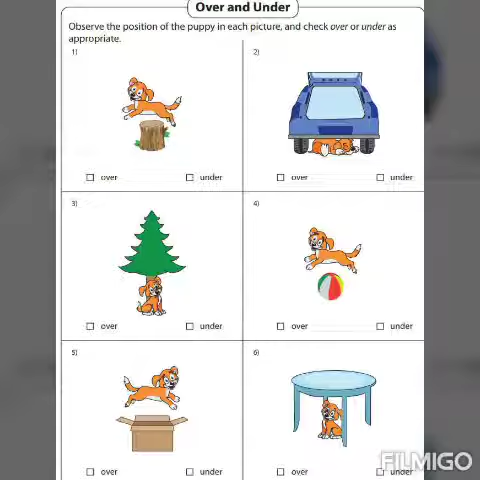 Over and Under
Observe the position of the puppy in each picture, and check over or under as
appropriate.
1)
2)
☐ over ☐ under
☐ over ☐ under
3)
4)
☐ over ☐ under
☐ over ☐ under
5)
6)
☐ over ☐ under
☐ over ☐ under
FILMIGO